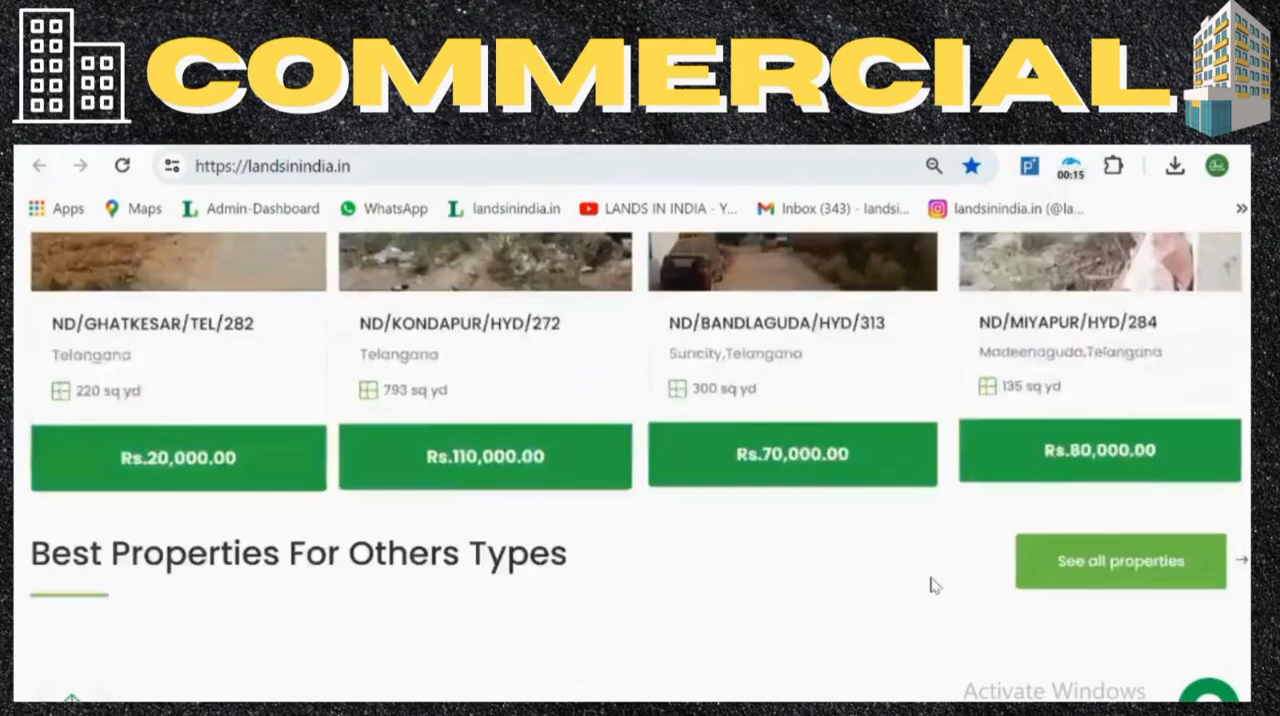 COMMERCIAL
https://landsinindia.in
00:15
Apps Maps Admin-Dashboard WhatsApp landsinindia.in LANDS IN INDIA - Y... Inbox (343) - landsi... landsinindia.in (@la... »
ND/GHATKESAR/TEL/282 ND/KONDAPUR/HYD/272 ND/BANDLAGUDA/HYD/313 ND/MIYAPUR/HYD/284
Telangana Telangana Suncity,Telangana Madeenaguda,Telangana
220 sq yd 793 sq yd 300 sq yd 135 sq yd
Rs.20,000.00 Rs.110,000.00 Rs.70,000.00 Rs.80,000.00
Best Properties For Others Types See all properties →
Activate Windows